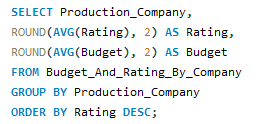 SELECT Production_Company,
ROUND(AVG(Rating), 2) AS Rating,
ROUND(AVG(Budget), 2) AS Budget
FROM Budget_And_Rating_By_Company
GROUP BY Production_Company
ORDER BY Rating DESC;